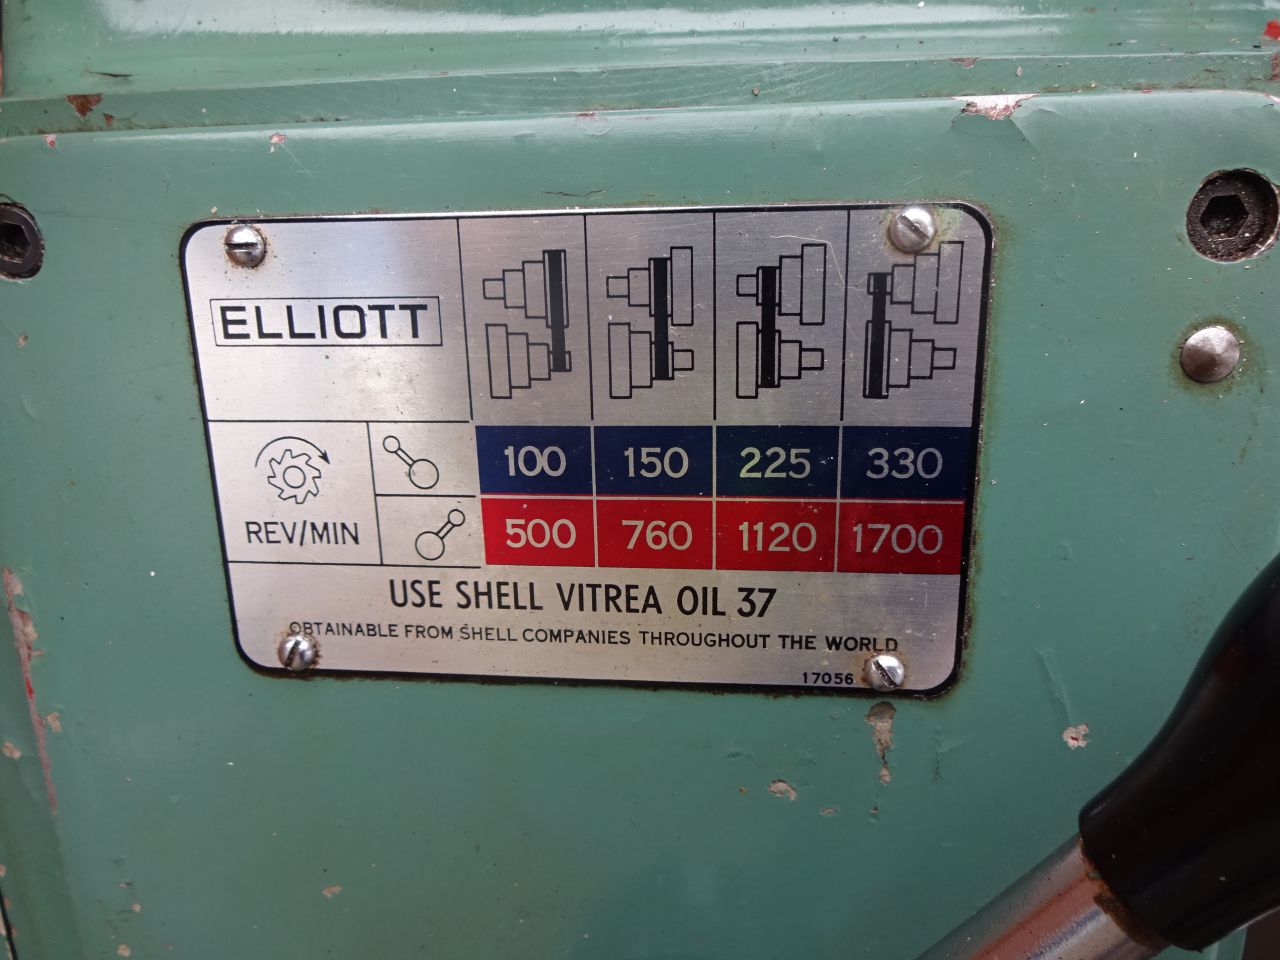 ELLIOTT
100 150 225 330
REV/MIN
500 760 1120 1700
USE SHELL VITREA OIL 37
OBTAINABLE FROM SHELL COMPANIES THROUGHOUT THE WORLD
17056